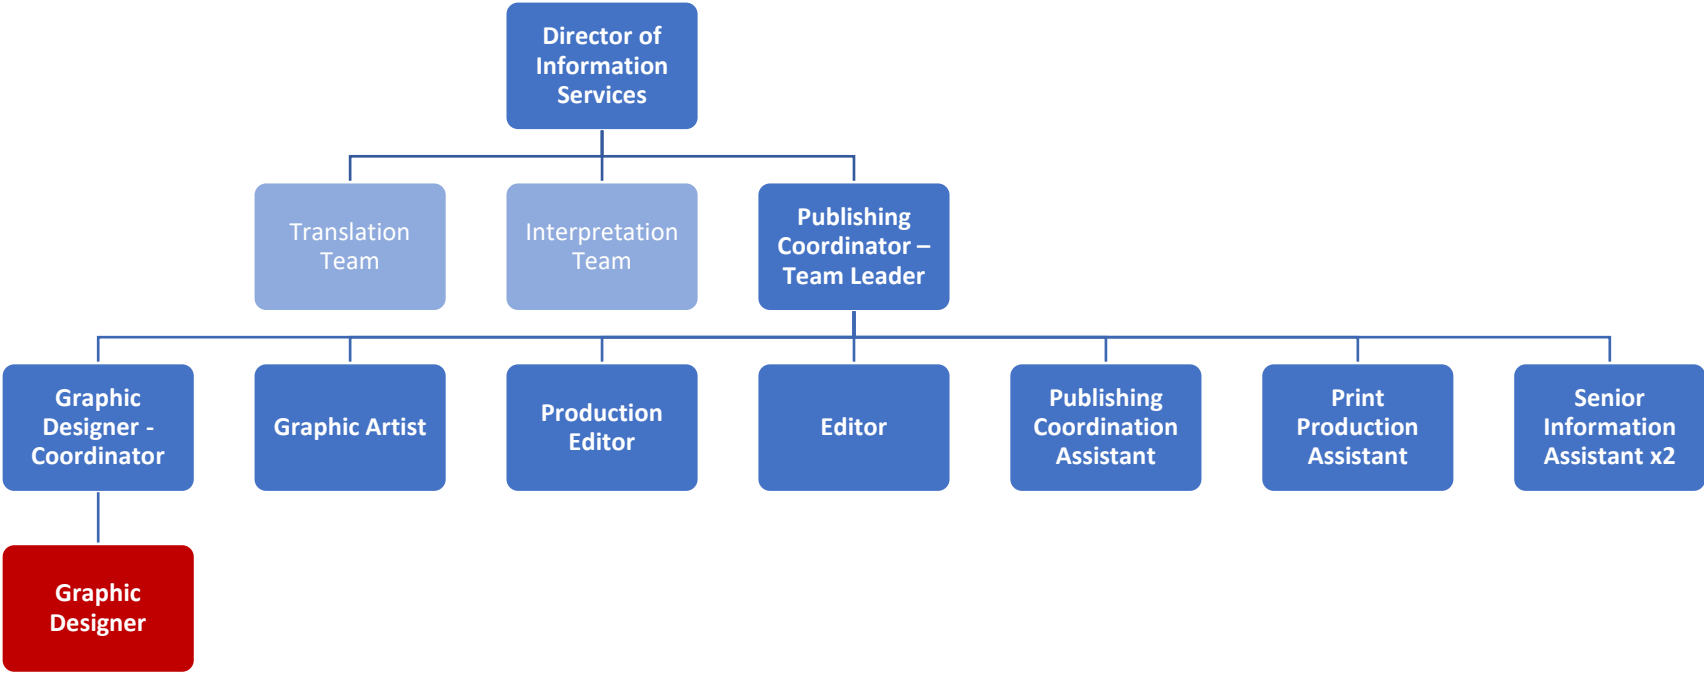 Director of
Information
Services
Translation
Team
Interpretation
Team
Publishing
Coordinator –
Team Leader
Graphic
Designer -
Coordinator
Graphic Artist
Production
Editor
Editor
Publishing
Coordination
Assistant
Print
Production
Assistant
Senior
Information
Assistant x2
Graphic
Designer